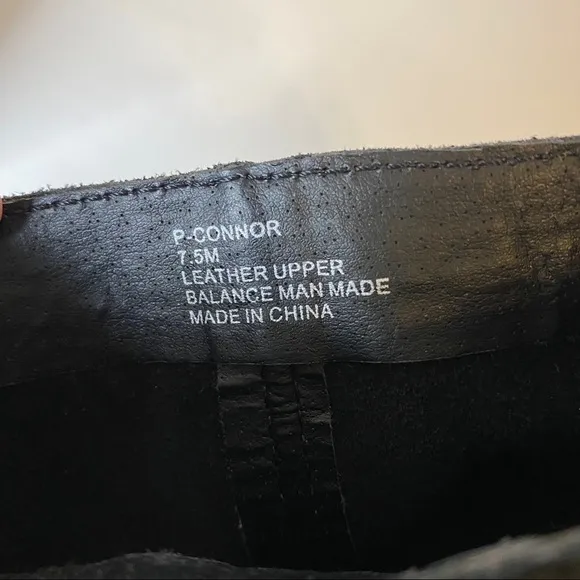 P-CONNOR
7.5M
LEATHER UPPER
BALANCE MAN MADE
MADE IN CHINA